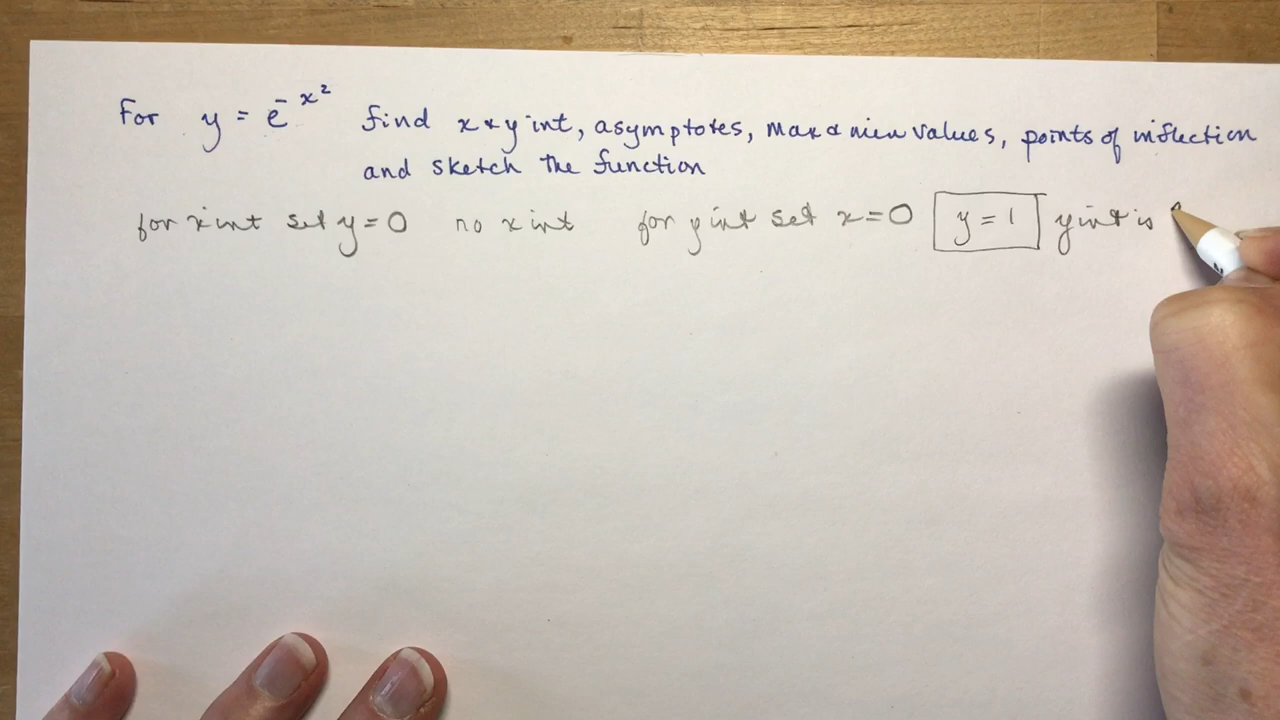 For y = e^-x² find x & y int, asymptotes, max & min values, points of inflection
and sketch the function
for x int set y = 0 no x int for y int set x = 0 y = 1 y int is